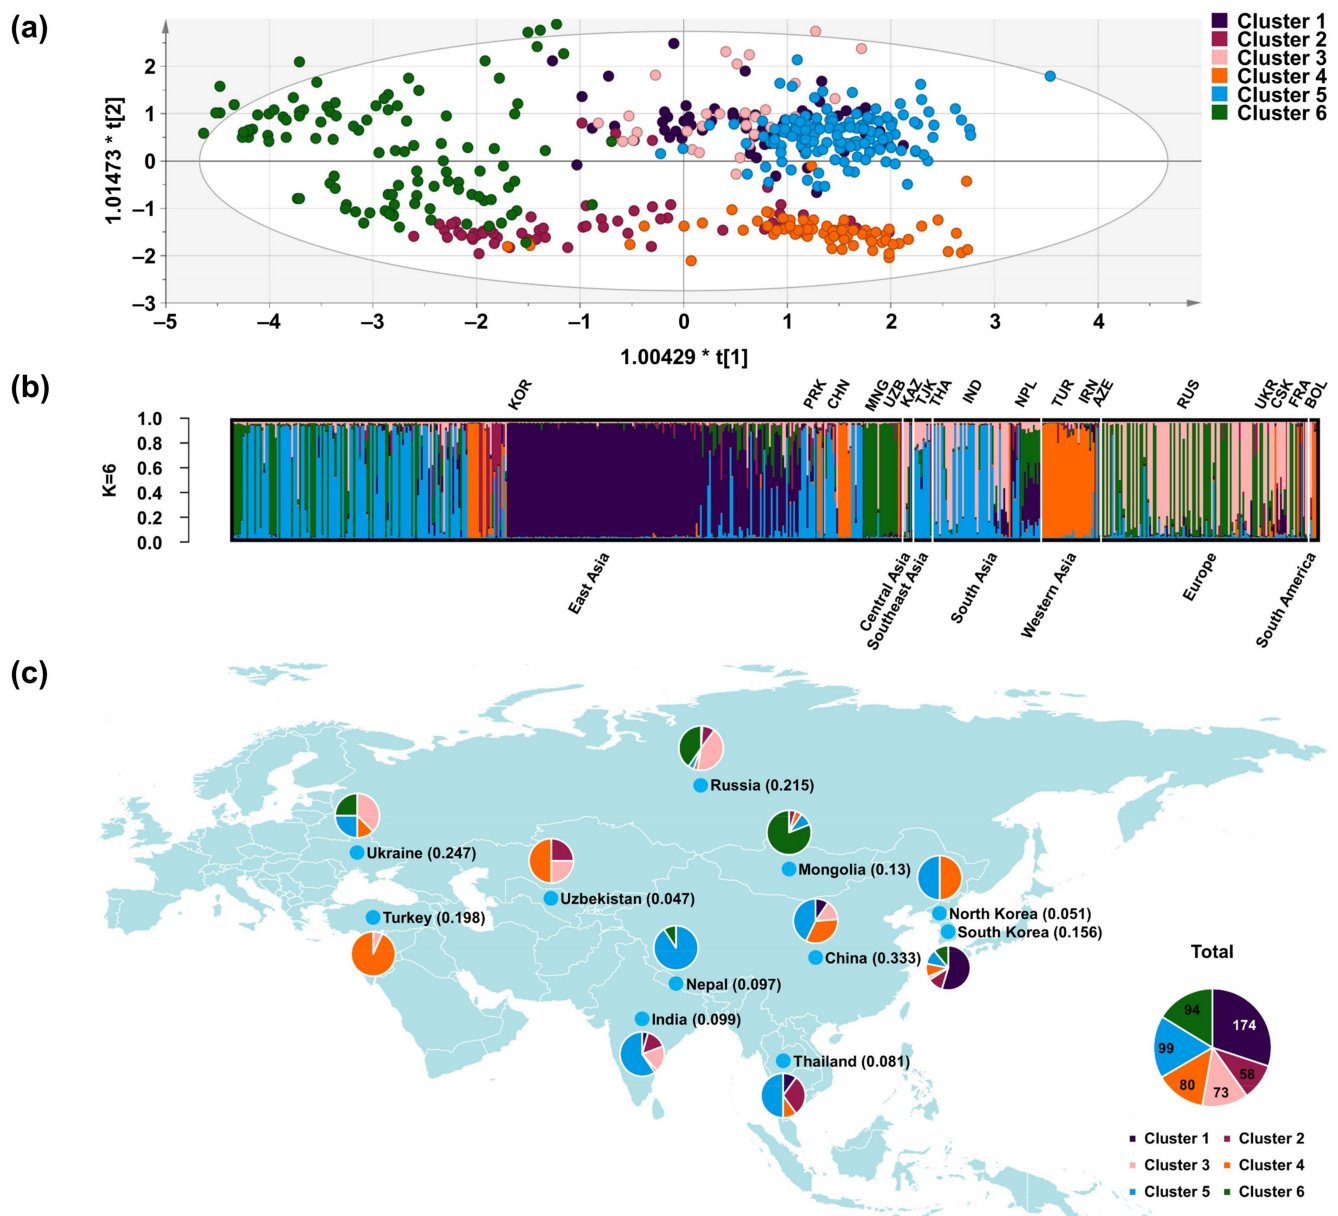 (a)
Cluster 1
Cluster 2
Cluster 3
Cluster 4
Cluster 5
Cluster 6
1.01473 * t[2]
2
1
0
–1
–2
–3
–5 –4 –3 –2 –1 0 1 2 3 4
1.00429 * t[1]
(b)
KOR PRK CHN MNG UZB KAZ TJK THA IND NPL TUR IRN AZE RUS UKR CSK FRA BOL
K=6
1.0
0.8
0.6
0.4
0.2
0.0
East Asia Central Asia Southeast Asia South Asia Western Asia Europe South America
(c)
Russia (0.215)
Ukraine (0.247)
Mongolia (0.13)
Uzbekistan (0.047)
Turkey (0.198)
North Korea (0.051)
South Korea (0.156)
China (0.333)
Nepal (0.097)
India (0.099)
Thailand (0.081)
Total
94 174
99 58
80 73
Cluster 1 Cluster 2
Cluster 3 Cluster 4
Cluster 5 Cluster 6